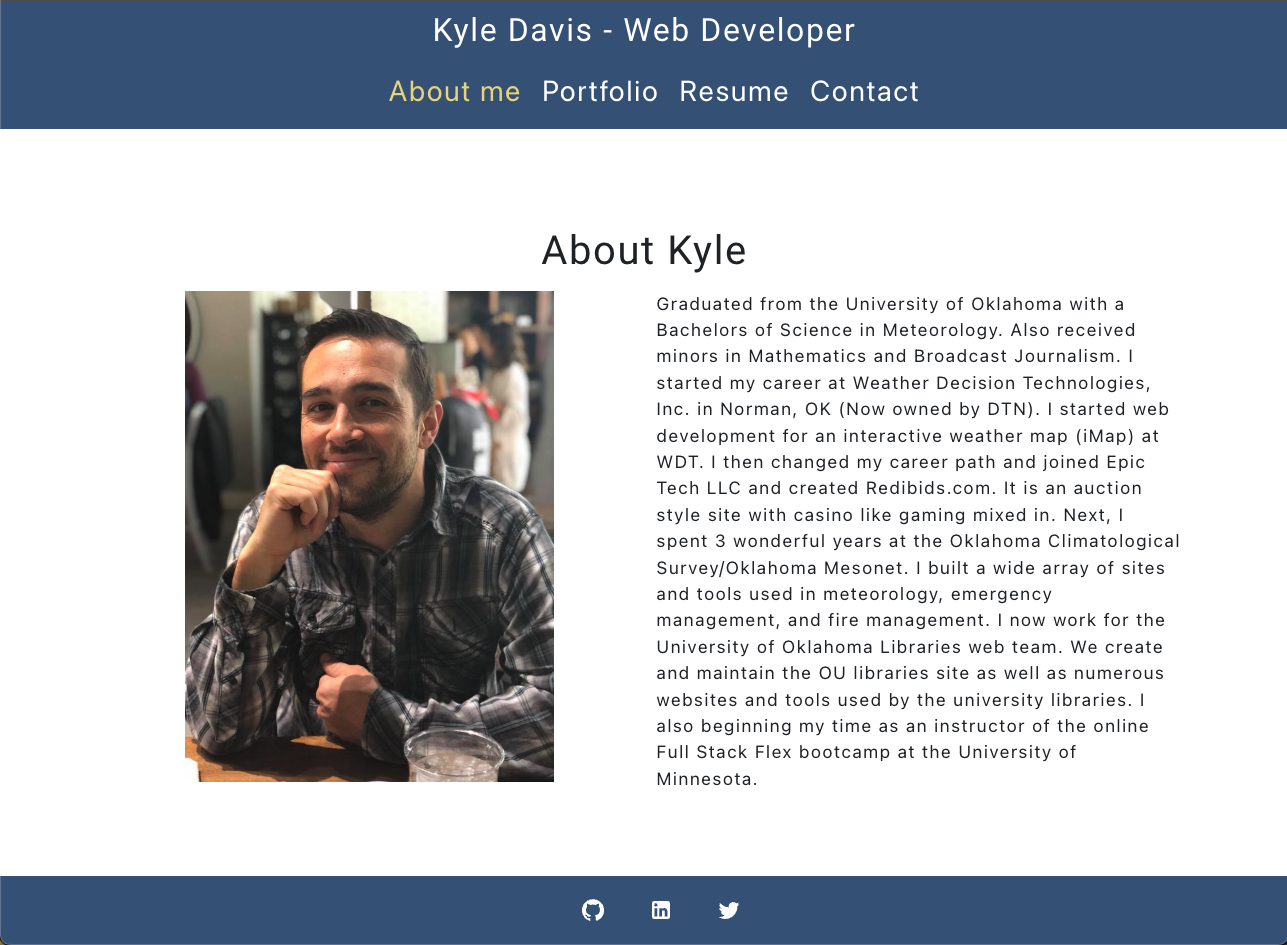 Kyle Davis - Web Developer
About me Portfolio Resume Contact
About Kyle
Graduated from the University of Oklahoma with a
Bachelors of Science in Meteorology. Also received
minors in Mathematics and Broadcast Journalism. I
started my career at Weather Decision Technologies,
Inc. in Norman, OK (Now owned by DTN). I started web
development for an interactive weather map (iMap) at
WDT. I then changed my career path and joined Epic
Tech LLC and created Redibids.com. It is an auction
style site with casino like gaming mixed in. Next, I
spent 3 wonderful years at the Oklahoma Climatological
Survey/Oklahoma Mesonet. I built a wide array of sites
and tools used in meteorology, emergency
management, and fire management. I now work for the
University of Oklahoma Libraries web team. We create
and maintain the OU libraries site as well as numerous
websites and tools used by the university libraries. I
also beginning my time as an instructor of the online
Full Stack Flex bootcamp at the University of
Minnesota.
in